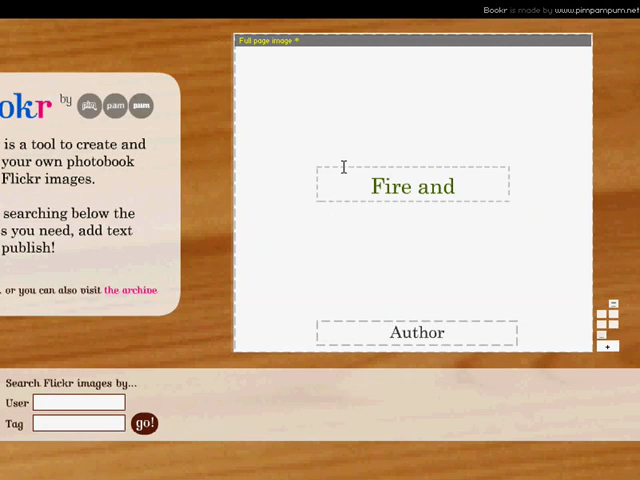 Bookr is made by www.pimpampum.net
Full page image *
okr by pim pam pum
is a tool to create and
your own photobook
Flickr images.
searching below the
s you need, add text
publish!
. or you can also visit the archive
Fire and
Author
Search Flickr images by...
User
Tag
go!